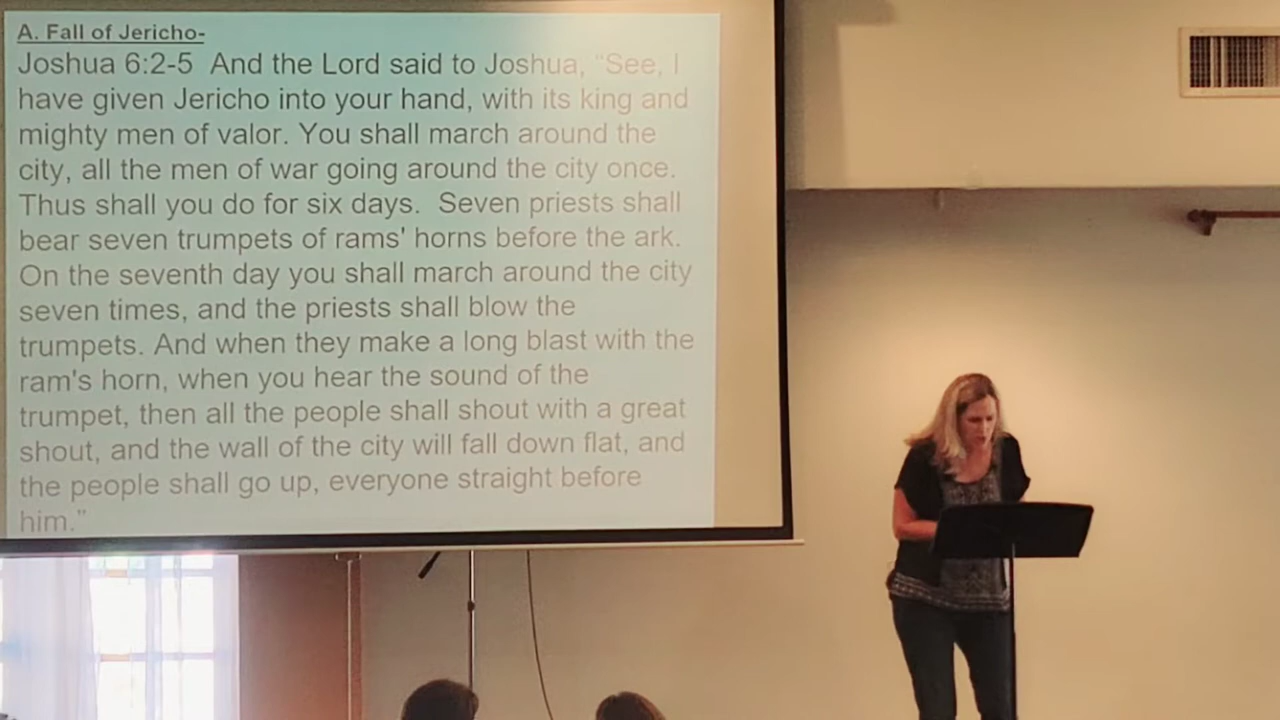 A. Fall of Jericho-
Joshua 6:2-5  And the Lord said to Joshua, “See, I
have given Jericho into your hand, with its king and
mighty men of valor. You shall march around the
city, all the men of war going around the city once.
Thus shall you do for six days.  Seven priests shall
bear seven trumpets of rams' horns before the ark.
On the seventh day you shall march around the city
seven times, and the priests shall blow the
trumpets. And when they make a long blast with the
ram's horn, when you hear the sound of the
trumpet, then all the people shall shout with a great
shout, and the wall of the city will fall down flat, and
the people shall go up, everyone straight before
him.”